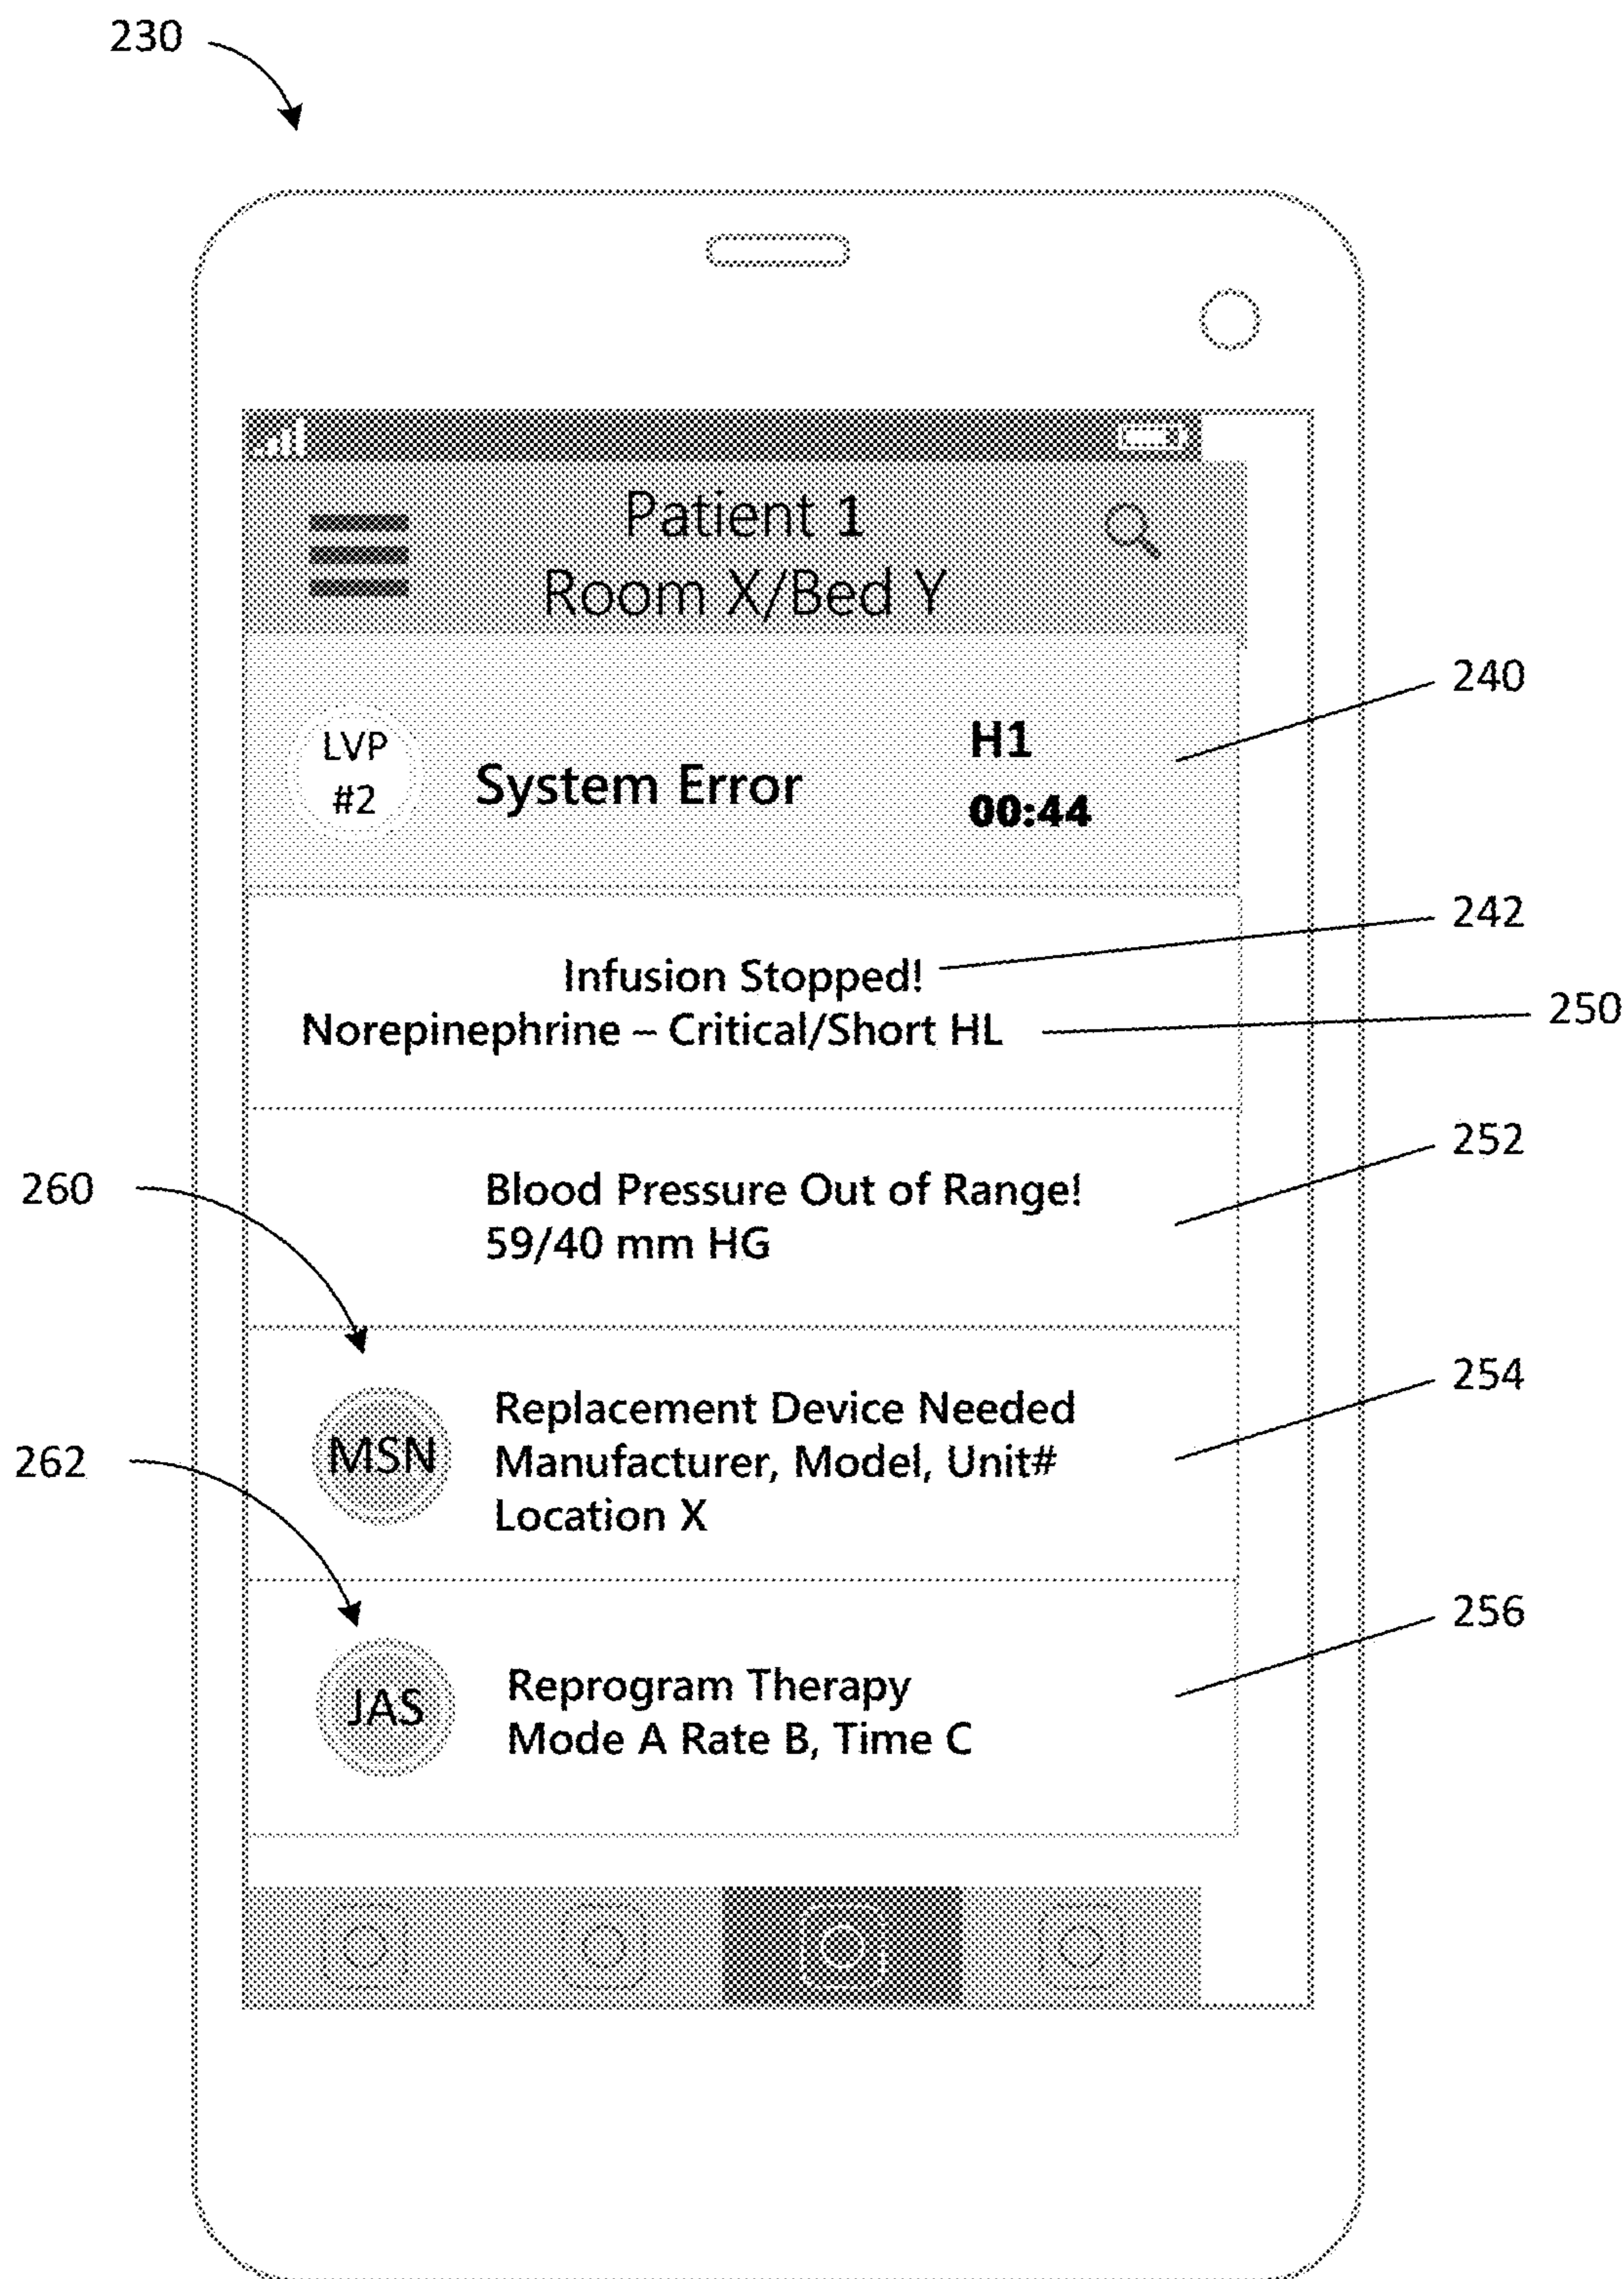 230
Patient 1
Room X/Bed Y
240
LVP
#2
System Error
H1
00:44
242
Infusion Stopped!
250
Norepinephrine – Critical/Short HL
252
260
Blood Pressure Out of Range!
59/40 mm HG
254
262
MSN
Replacement Device Needed
Manufacturer, Model, Unit#
Location X
256
JAS
Reprogram Therapy
Mode A Rate B, Time C